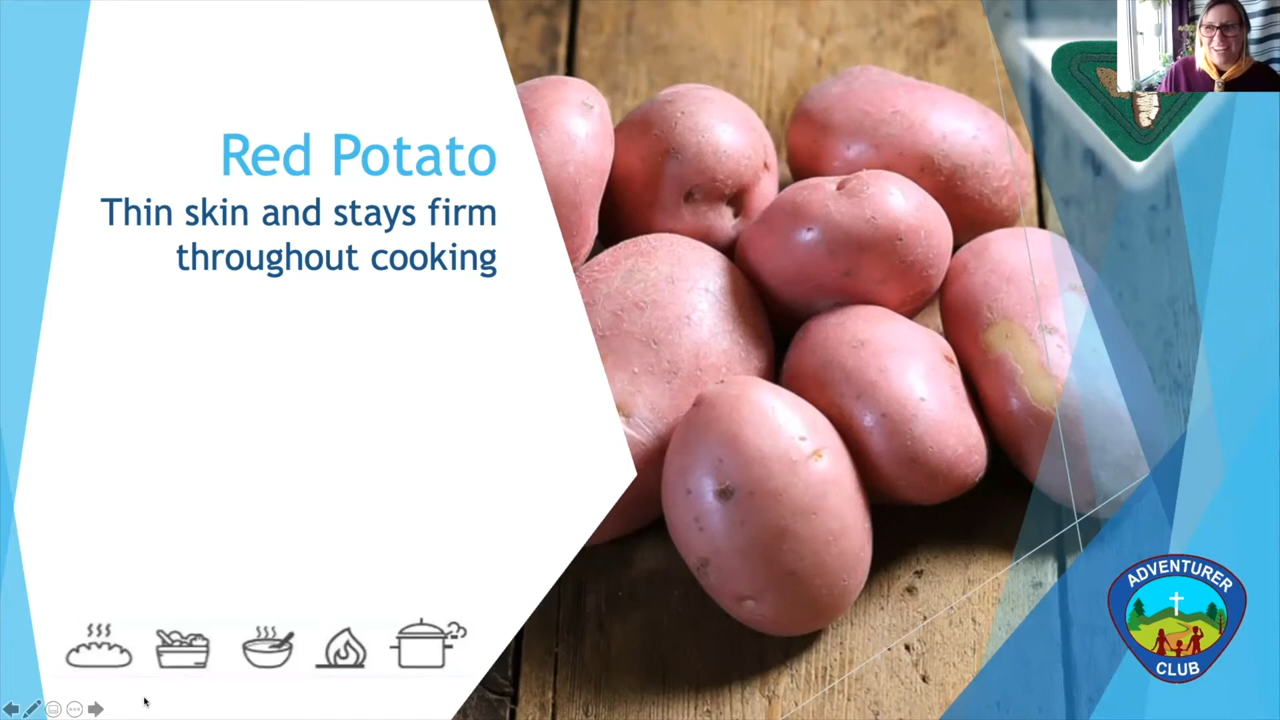 Red Potato
Thin skin and stays firm
throughout cooking
ADVENTURER
CLUB